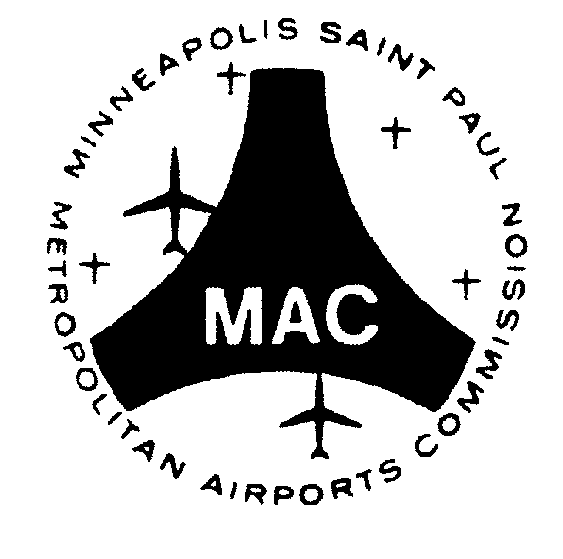 MINNEAPOLIS SAINT PAUL
MAC
METROPOLITAN AIRPORTS COMMISSION